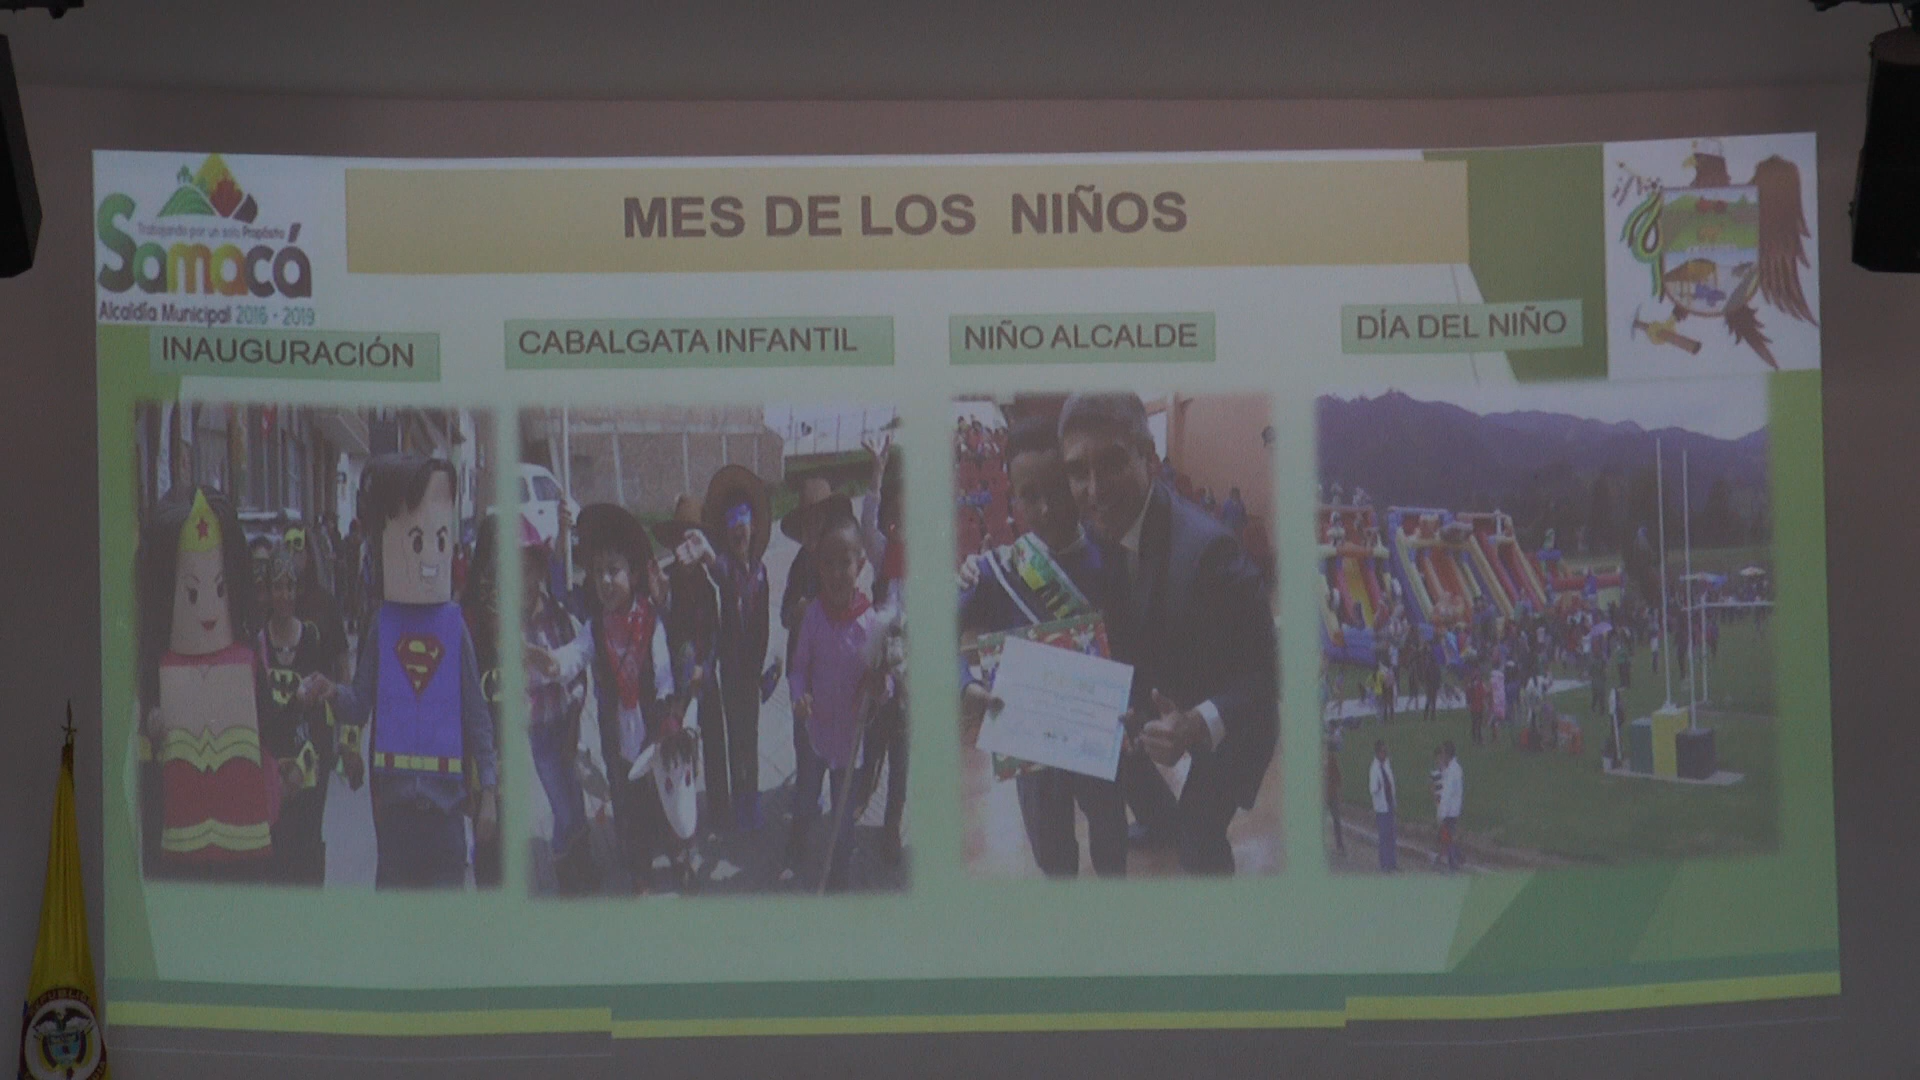 MES DE LOS NIÑOS
Trabajando por un solo Propósito
Samacá
Alcaldía Municipal 2016 - 2019
INAUGURACIÓN
CABALGATA INFANTIL
NIÑO ALCALDE
DÍA DEL NIÑO